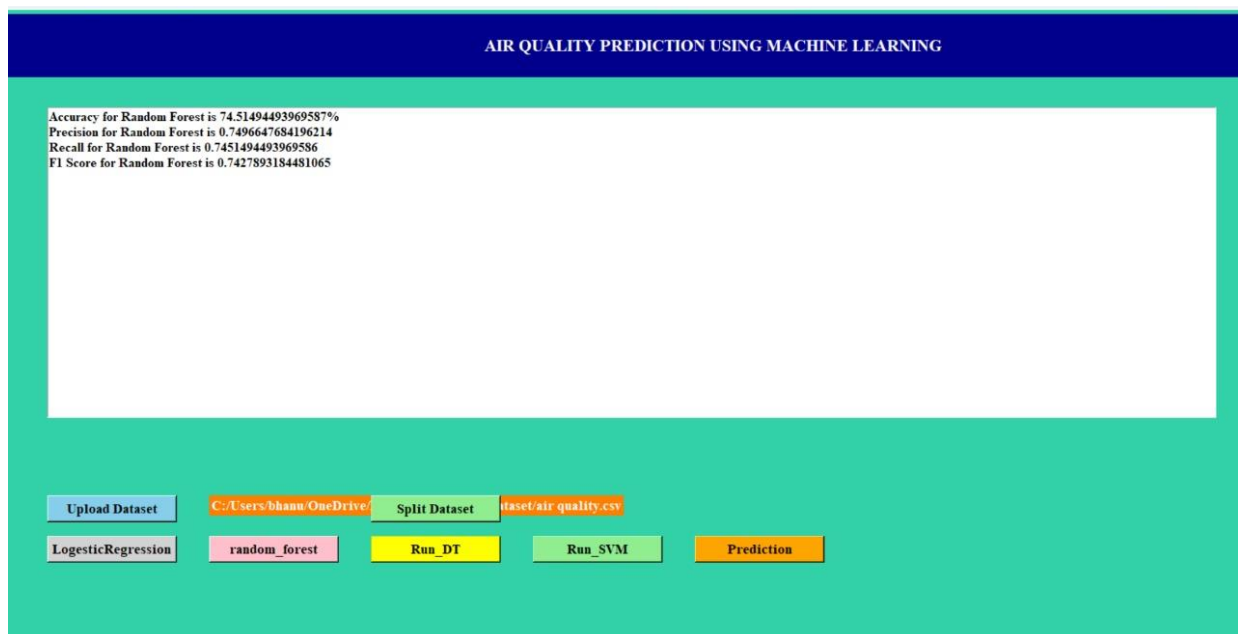 AIR QUALITY PREDICTION USING MACHINE LEARNING
Accuracy for Random Forest is 74.51494493969587%
Precision for Random Forest is 0.7496647684196214
Recall for Random Forest is 0.7451494493969586
F1 Score for Random Forest is 0.7427893184481065
Upload Dataset C:/Users/bhanu/OneDrive/ Split Dataset taset/air quality.csv
LogesticRegression random_forest Run_DT Run_SVM Prediction